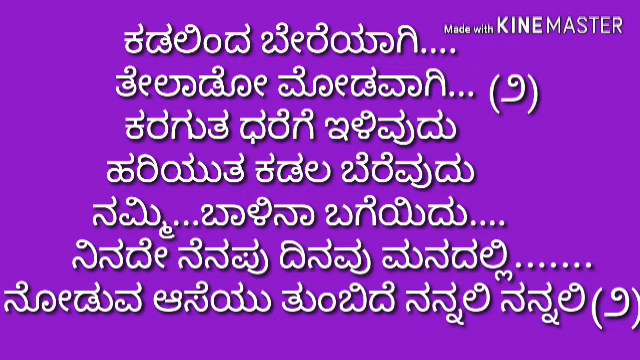 Made with KINEMASTER
ಕಡಲಿಂದ ಬೇರೆಯಾಗಿ....
ತೇಲಾಡೋ ಮೋಡವಾಗಿ... (೨)
ಕರಗುತ ಧರೆಗೆ ಇಳಿವುದು
ಹರಿಯುತ ಕಡಲ ಬೆರೆವುದು
ನಮ್ಮಿ...ಬಾಳಿನಾ ಬಗೆಯಿದು....
ನಿನದೇ ನೆನಪು ದಿನವು ಮನದಲ್ಲಿ.......
ನೋಡುವ ಆಸೆಯು ತುಂಬಿದೆ ನನ್ನಲಿ ನನ್ನಲಿ(೨)